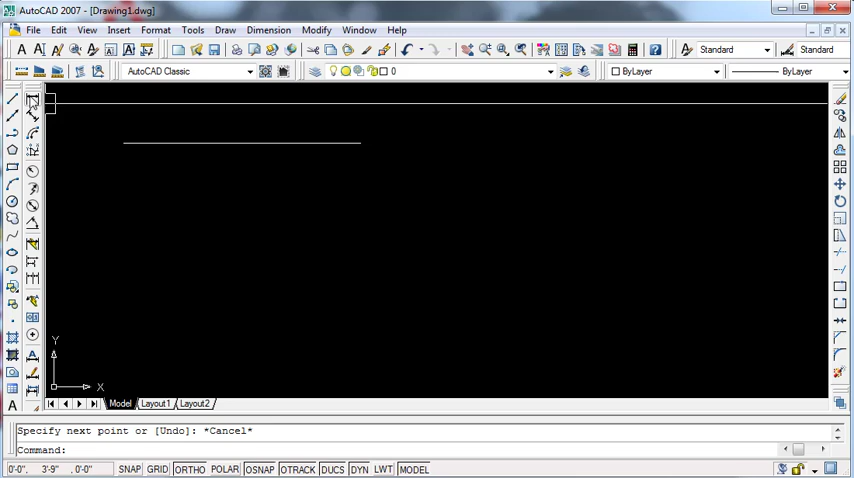 AutoCAD 2007 - [Drawing1.dwg]
File Edit View Insert Format Tools Draw Dimension Modify Window Help
Standard Standard
AutoCAD Classic 0 ByLayer ByLayer
Y
X
Model Layout1 Layout2
Specify next point or [Undo]: *Cancel*
Command:
0'-0", 3'-9" , 0'-0" SNAP GRID ORTHO POLAR OSNAP OTRACK DUCS DYN LWT MODEL